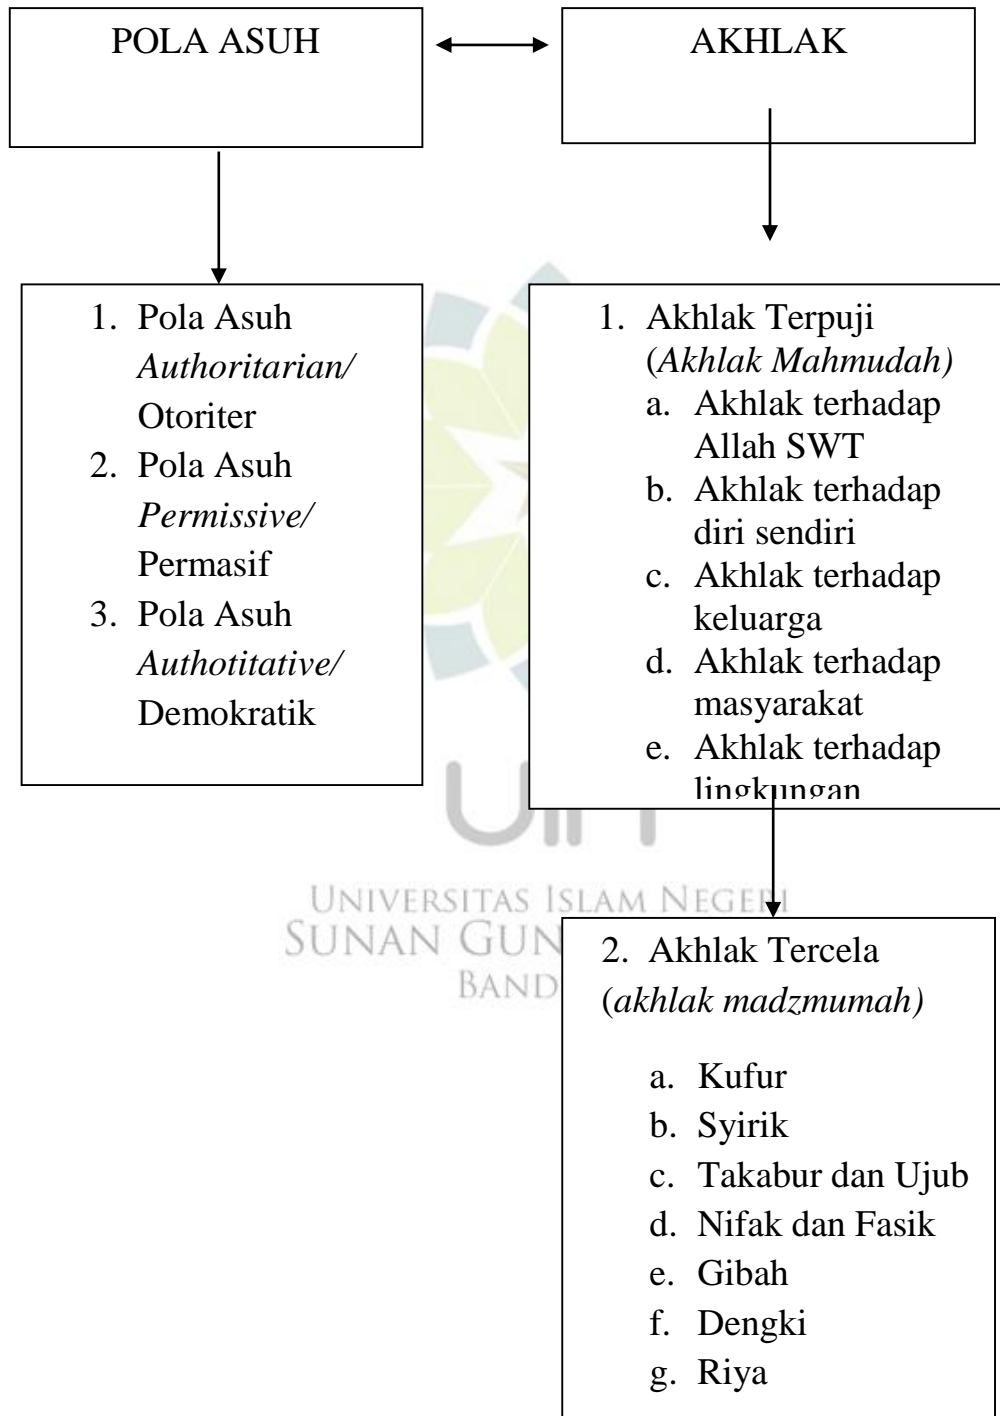 POLA ASUH
AKHLAK
1. Pola Asuh
Authoritarian/
Otoriter
2. Pola Asuh
Permissive/
Permasif
3. Pola Asuh
Authotitative/
Demokratik
1. Akhlak Terpuji
(Akhlak Mahmudah)
a. Akhlak terhadap
Allah SWT
b. Akhlak terhadap
diri sendiri
c. Akhlak terhadap
keluarga
d. Akhlak terhadap
masyarakat
e. Akhlak terhadap
lingkungan
UNIVERSITAS ISLAM NEGERI
SUNAN GUN
BAND
2. Akhlak Tercela
(akhlak madzmumah)
a. Kufur
b. Syirik
c. Takabur dan Ujub
d. Nifak dan Fasik
e. Gibah
f. Dengki
g. Riya